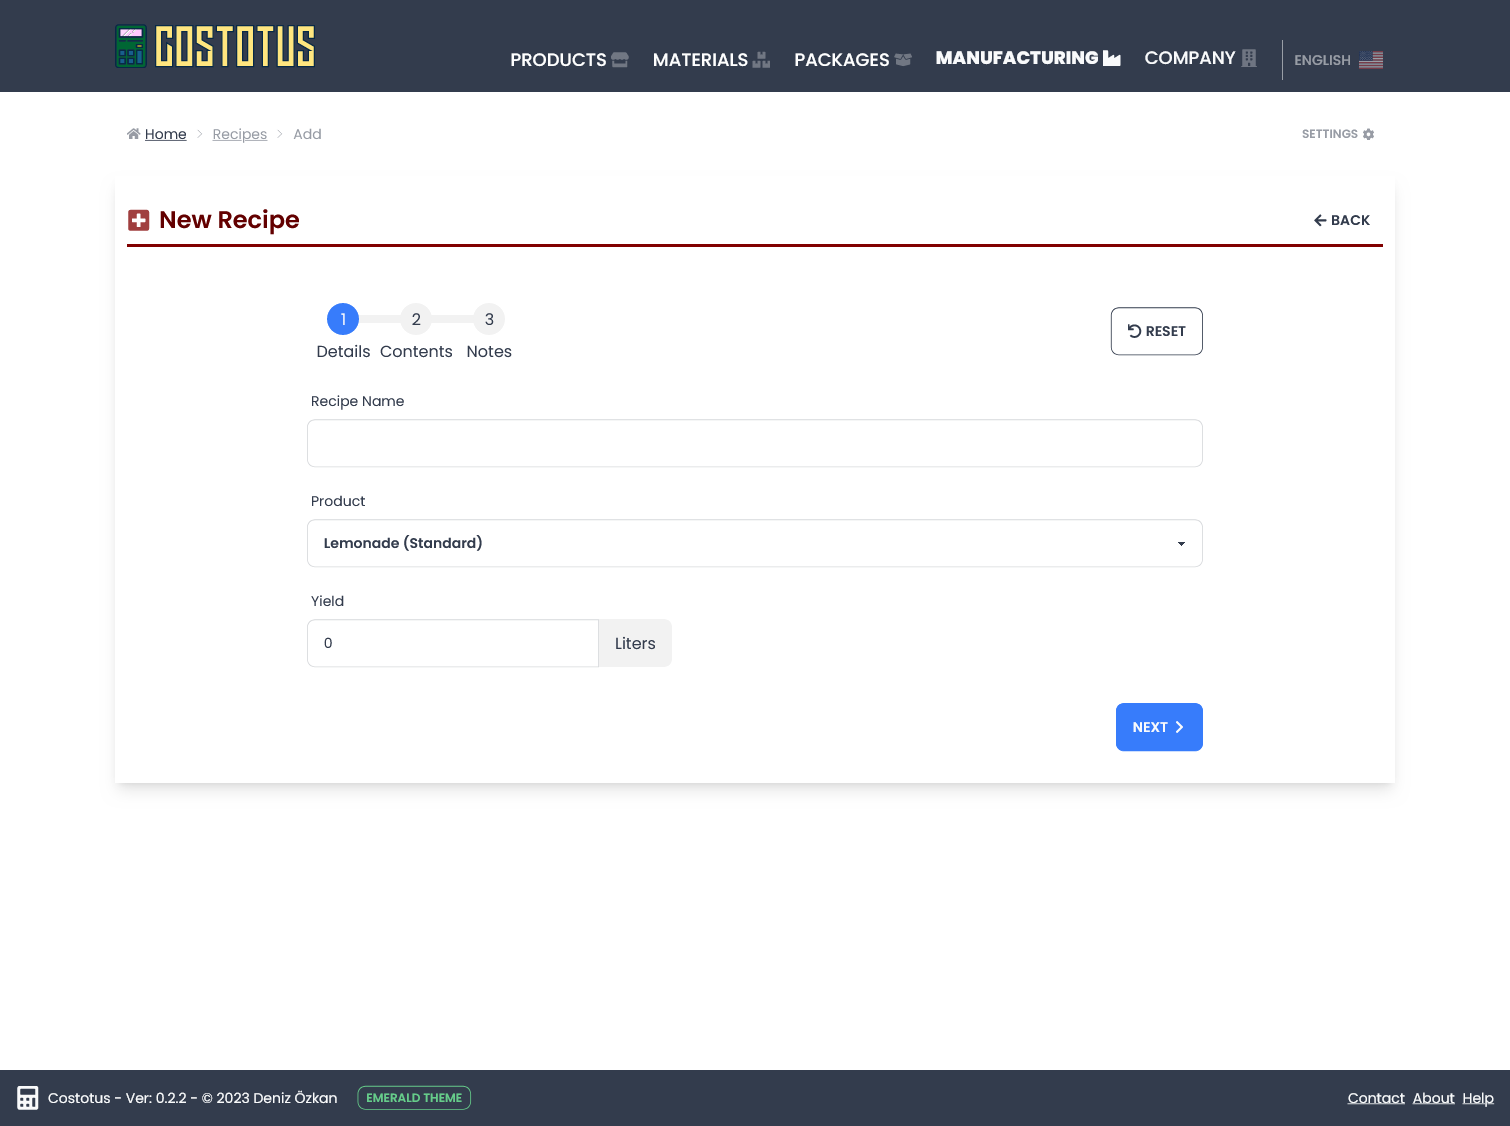 COSTOTUS
PRODUCTS MATERIALS PACKAGES MANUFACTURING COMPANY ENGLISH
Home Recipes Add
SETTINGS
New Recipe
BACK
1 2 3
Details Contents Notes
RESET
Recipe Name
Product
Lemonade (Standard)
Yield
0 Liters
NEXT
Costotus - Ver: 0.2.2 - © 2023 Deniz Özkan EMERALD THEME
Contact About Help